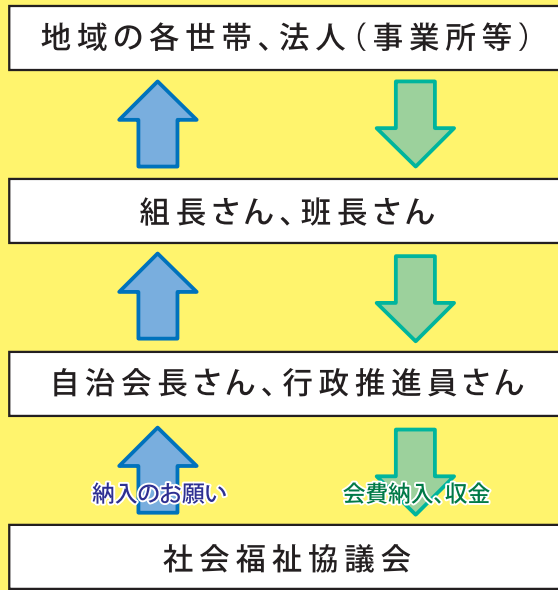 地域の各世帯、法人（事業所等）
組長さん、班長さん
自治会長さん、行政推進員さん
納入のお願い
会費納入、収金
社会福祉協議会